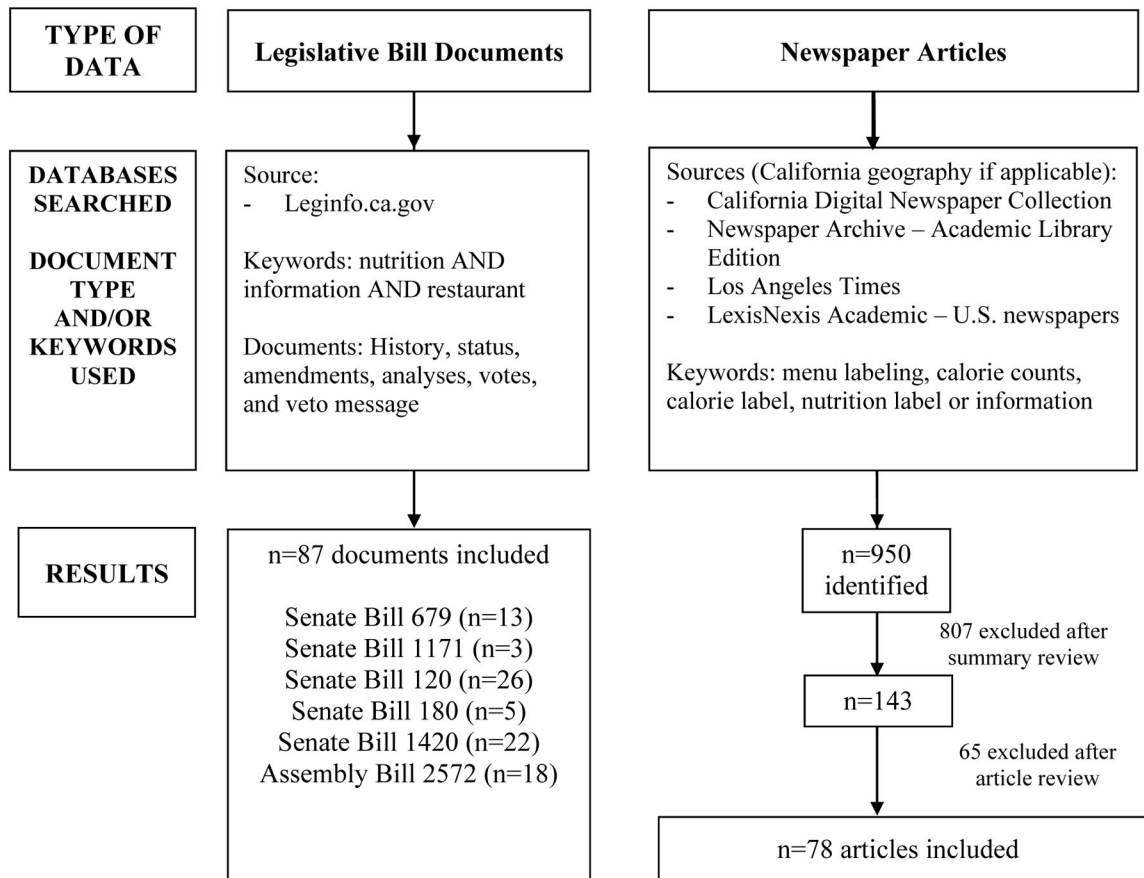 TYPE OF
DATA
Legislative Bill Documents
Newspaper Articles
DATABASES
SEARCHED
DOCUMENT
TYPE
AND/OR
KEYWORDS
USED
Source:
- Leginfo.ca.gov
Keywords: nutrition AND
information AND restaurant
Documents: History, status,
amendments, analyses, votes,
and veto message
Sources (California geography if applicable):
- California Digital Newspaper Collection
- Newspaper Archive – Academic Library
Edition
- Los Angeles Times
- LexisNexis Academic – U.S. newspapers
Keywords: menu labeling, calorie counts,
calorie label, nutrition label or information
RESULTS
n=87 documents included
Senate Bill 679 (n=13)
Senate Bill 1171 (n=3)
Senate Bill 120 (n=26)
Senate Bill 180 (n=5)
Senate Bill 1420 (n=22)
Assembly Bill 2572 (n=18)
n=950
identified
807 excluded after
summary review
n=143
65 excluded after
article review
n=78 articles included